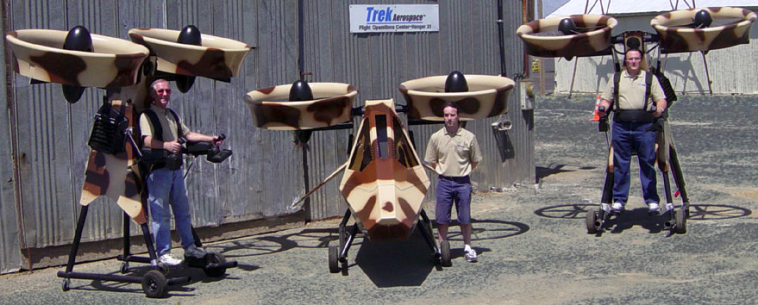 Trek Aerospace
Flight Operations Center-Hangar 31